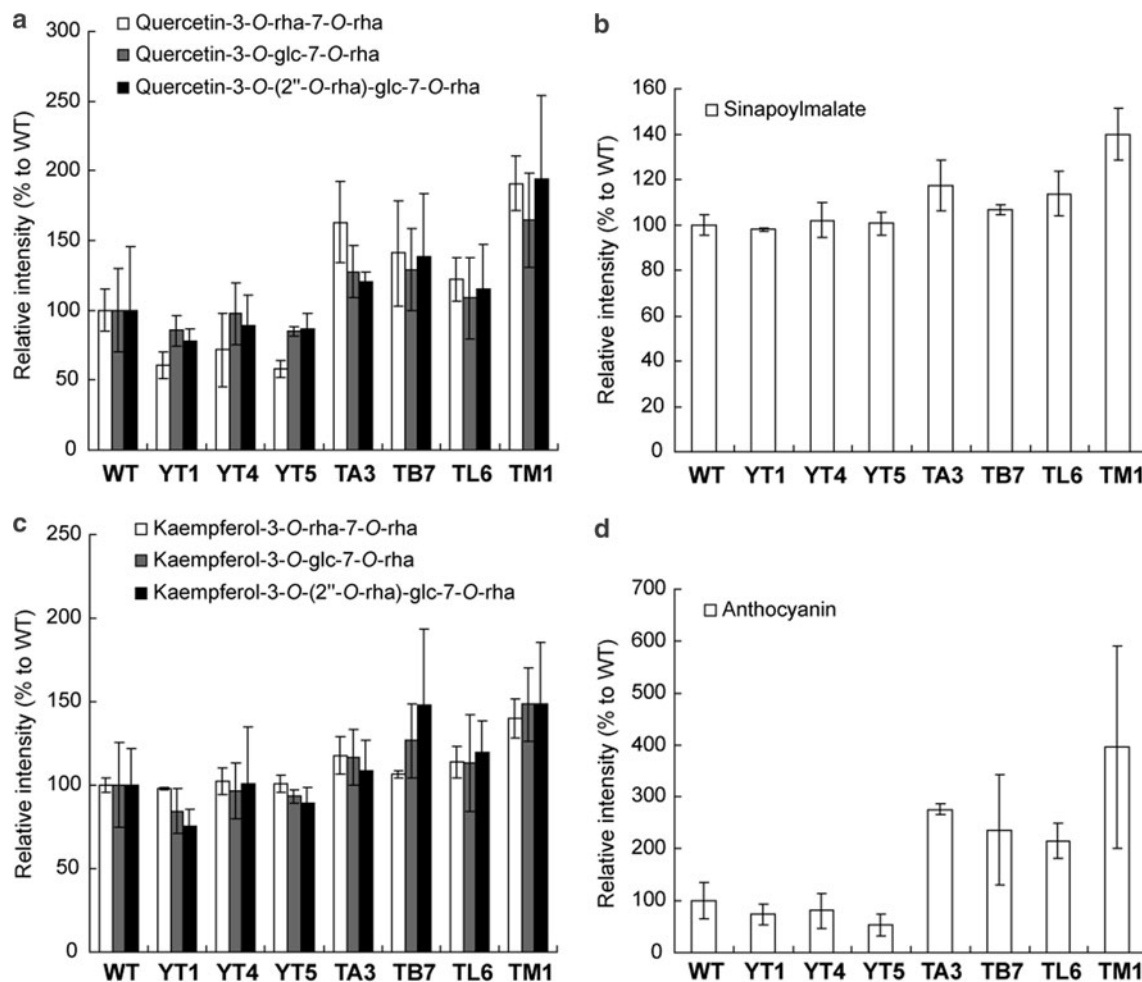 a
Quercetin-3-O-rha-7-O-rha
Quercetin-3-O-glc-7-O-rha
Quercetin-3-O-(2"-O-rha)-glc-7-O-rha
Relative intensity (% to WT)
300
250
200
150
100
50
0
WT YT1 YT4 YT5 TA3 TB7 TL6 TM1
b
Sinapoylmalate
Relative intensity (% to WT)
160
140
120
100
80
60
40
20
0
WT YT1 YT4 YT5 TA3 TB7 TL6 TM1
c
Kaempferol-3-O-rha-7-O-rha
Kaempferol-3-O-glc-7-O-rha
Kaempferol-3-O-(2"-O-rha)-glc-7-O-rha
Relative intensity (% to WT)
250
200
150
100
50
0
WT YT1 YT4 YT5 TA3 TB7 TL6 TM1
d
Anthocyanin
Relative intensity (% to WT)
700
600
500
400
300
200
100
0
WT YT1 YT4 YT5 TA3 TB7 TL6 TM1